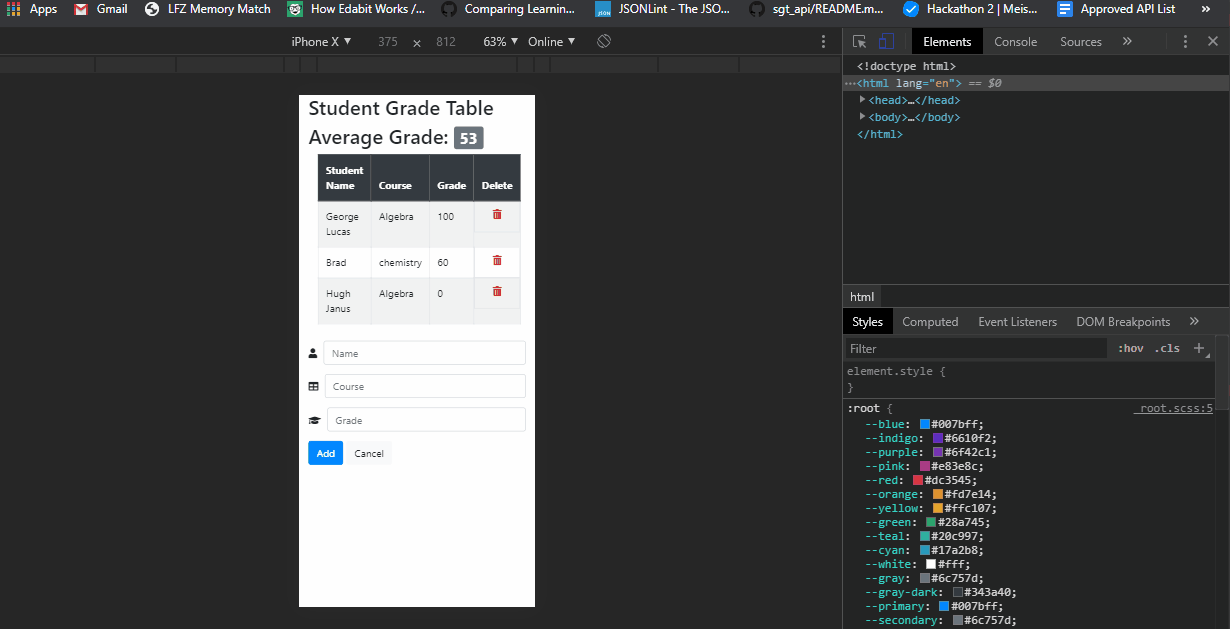 Apps Gmail LFZ Memory Match How Edabit Works /... Comparing Learnin... JSONLint - The JSO... sgt_api/README.m... Hackathon 2 | Meis... Approved API List »
iPhone X ▼ 375 × 812 63% ▼ Online ▼
Elements Console Sources »
<!doctype html>
...<html lang="en"> == $0
<head>…</head>
<body>…</body>
</html>
Student Grade Table
Average Grade: 53
Student Name Course Grade Delete
George Lucas Algebra 100
Brad chemistry 60
Hugh Janus Algebra 0
Name
Course
Grade
Add Cancel
html
Styles Computed Event Listeners DOM Breakpoints »
Filter :hov .cls +
element.style {
}
:root { _root.scss:5
--blue: #007bff;
--indigo: #6610f2;
--purple: #6f42c1;
--pink: #e83e8c;
--red: #dc3545;
--orange: #fd7e14;
--yellow: #ffc107;
--green: #28a745;
--teal: #20c997;
--cyan: #17a2b8;
--white: #fff;
--gray: #6c757d;
--gray-dark: #343a40;
--primary: #007bff;
--secondary: #6c757d;